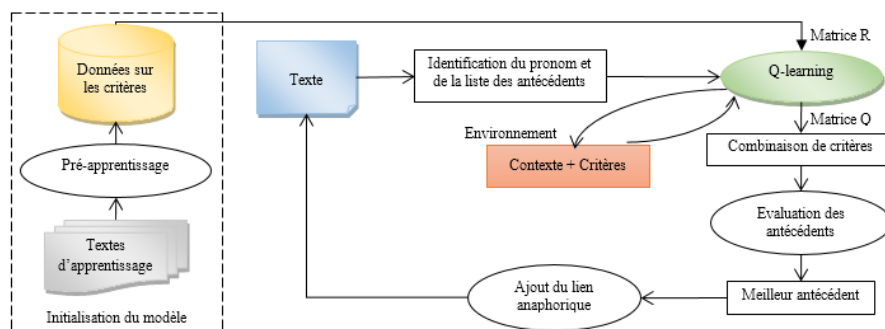 Données sur
les critères
Pré-apprentissage
Textes
d'apprentissage
Initialisation du modèle
Texte
Identification du pronom et
de la liste des antécédents
Matrice R
Q-learning
Environnement
Contexte + Critères
Matrice Q
Combinaison de critères
Evaluation des
antécédents
Meilleur antécédent
Ajout du lien
anaphorique